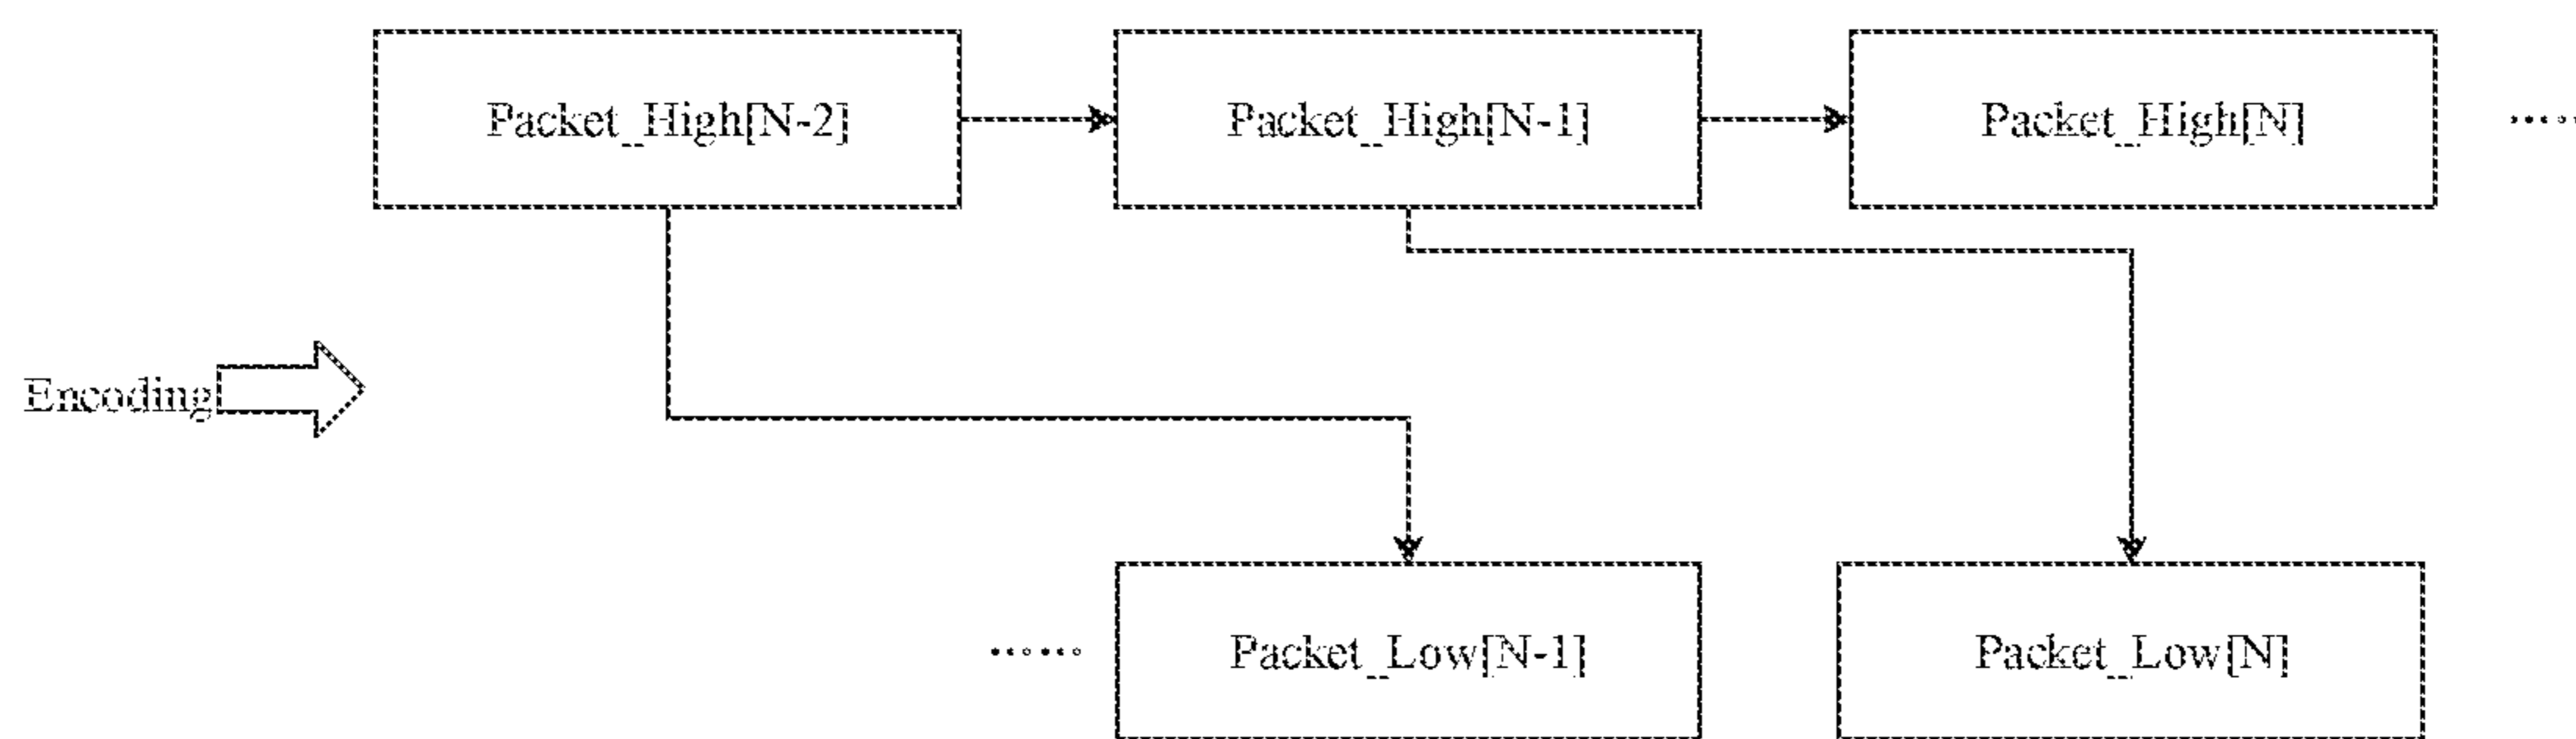 Packet_High[N-2]
Packet_High[N-1]
Packet_High[N]
......
Encoding
......
Packet_Low[N-1]
Packet_Low[N]